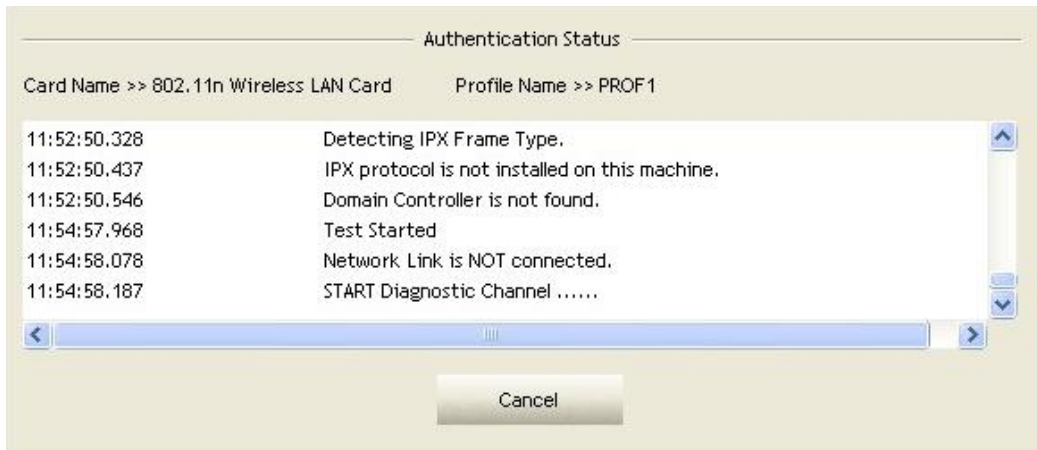 Authentication Status
Card Name >> 802.11n Wireless LAN Card Profile Name >> PROF1
11:52:50.328 Detecting IPX Frame Type.
11:52:50.437 IPX protocol is not installed on this machine.
11:52:50.546 Domain Controller is not found.
11:54:57.968 Test Started
11:54:58.078 Network Link is NOT connected.
11:54:58.187 START Diagnostic Channel ......
Cancel